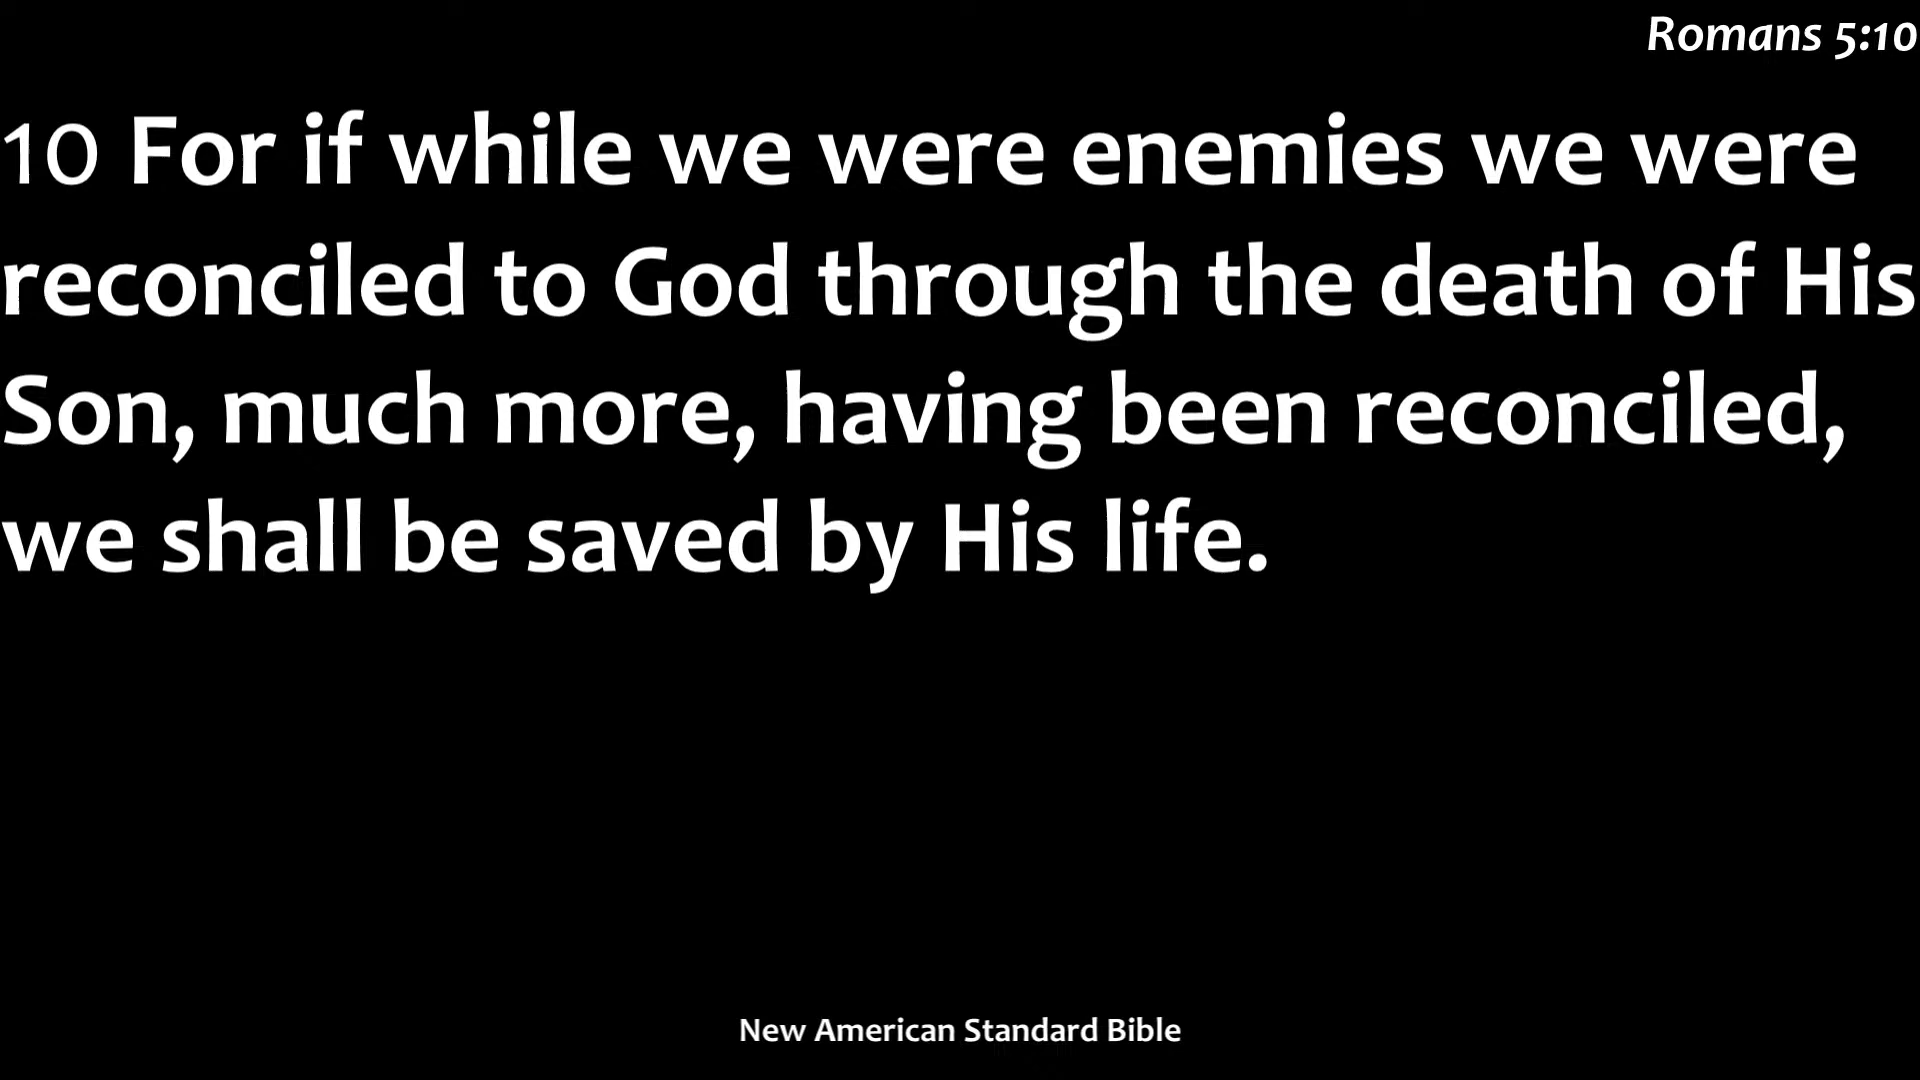 Romans 5:10
10 For if while we were enemies we were
reconciled to God through the death of His
Son, much more, having been reconciled,
we shall be saved by His life.
New American Standard Bible